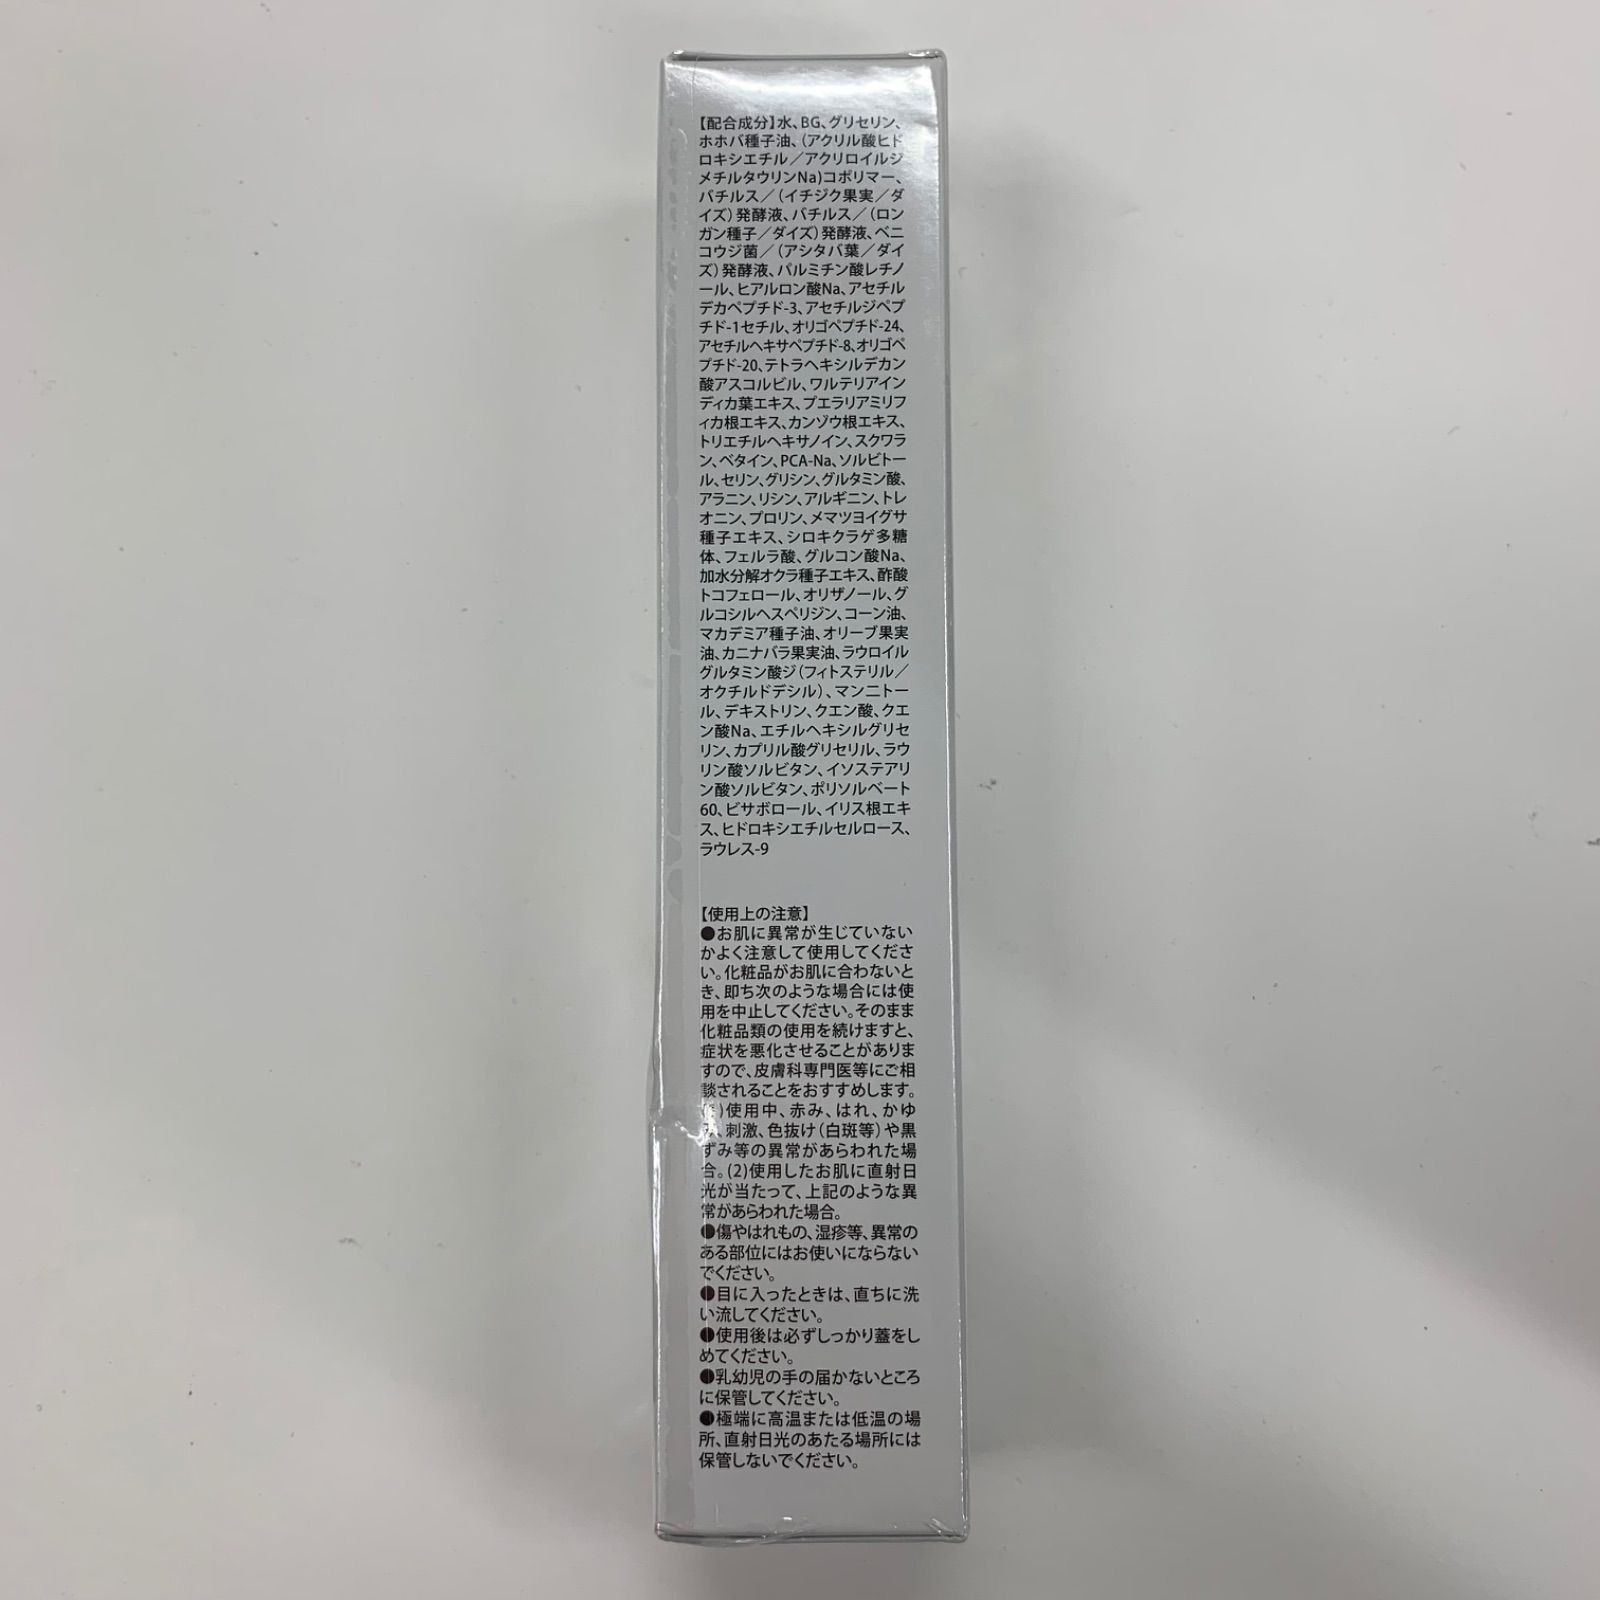 【配合成分】水、BG、グリセリン、
ホホバ種子油、(アクリル酸ヒド
ロキシエチル／アクリロイルジ
メチルタウリンNa)コポリマー、
バチルス／(イチジク果実／ダ
イズ)発酵液、バチルス／(ロン
ガン種子／ダイズ)発酵液、ベニ
コウジ菌／(アシタバ葉／ダイ
ズ)発酵液、パルミチン酸レチノ
ール、ヒアルロン酸Na、アセチル
デカペプチド-3、アセチルジペプ
チド-1セチル、オリゴペプチド-24、
アセチルヘキサペプチド-8、オリゴペ
プチド-20、テトラヘキシルデカン
酸アスコルビル、ワルテリアイン
ディカ葉エキス、プエラリアミリフ
ィカ根エキス、カンゾウ根エキス、
トリエチルヘキサノイン、スクワラ
ン、ベタイン、PCA-Na、ソルビトー
ル、セリン、グリシン、グルタミン酸、
アラニン、リシン、アルギニン、トレ
オニン、プロリン、メマツヨイグサ
種子エキス、シロキクラゲ多糖
体、フェルラ酸、グルコン酸Na、
加水分解オクラ種子エキス、酢酸
トコフェロール、オリザノール、グ
ルコシルヘスペリジン、コーン油、
マカデミア種子油、オリーブ果実
油、カニナバラ果実油、ラウロイル
グルタミン酸ジ(フィトステリル／
オクチルドデシル)、マンニトー
ル、デキストリン、クエン酸、クエ
ン酸Na、エチルヘキシルグリセ
リン、カプリル酸グリセリル、ラウ
リン酸ソルビタン、イソステアリ
ン酸ソルビタン、ポリソルベート
60、ビサボロール、イリス根エキ
ス、ヒドロキシエチルセルロース、
ラウレス-9
【使用上の注意】
●お肌に異常が生じていない
かよく注意して使用してくださ
い。化粧品がお肌に合わないと
き、即ち次のような場合には使
用を中止してください。そのまま
化粧品類の使用を続けますと、
症状を悪化させることがありま
すので、皮膚科専門医等にご相
談されることをおすすめします。
(1)使用中、赤み、はれ、かゆ
み、刺激、色抜け(白斑等)や黒
ずみ等の異常があらわれた場
合。(2)使用したお肌に直射日
光が当たって、上記のような異
常があらわれた場合。
●傷やはれもの、湿疹等、異常の
ある部位にはお使いにならない
でください。
●目に入ったときは、直ちに洗
い流してください。
●使用後は必ずしっかり蓋をし
めてください。
●乳幼児の手の届かないところ
に保管してください。
●極端に高温または低温の場
所、直射日光のあたる場所には
保管しないでください。